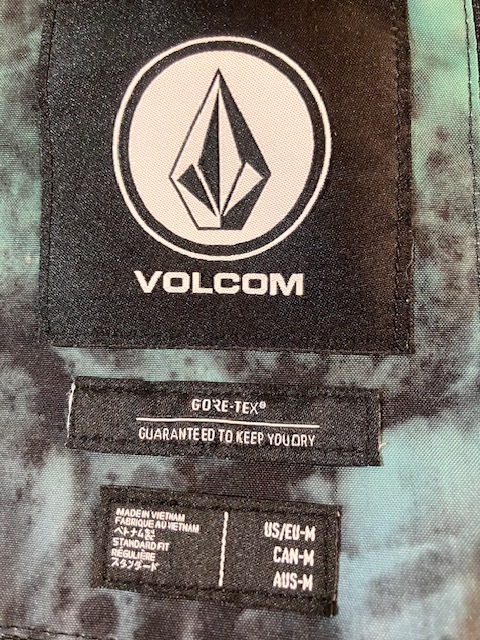 VOLCOM
GORE-TEX®
GUARANTEED TO KEEP YOU DRY
MADE IN VIETNAM
FABRIQUE AU VIETNAM
ベトナム製
STANDARD FIT
RÉGULIÈRE
スタンダード
US/EU-M
CAN-M
AUS-M